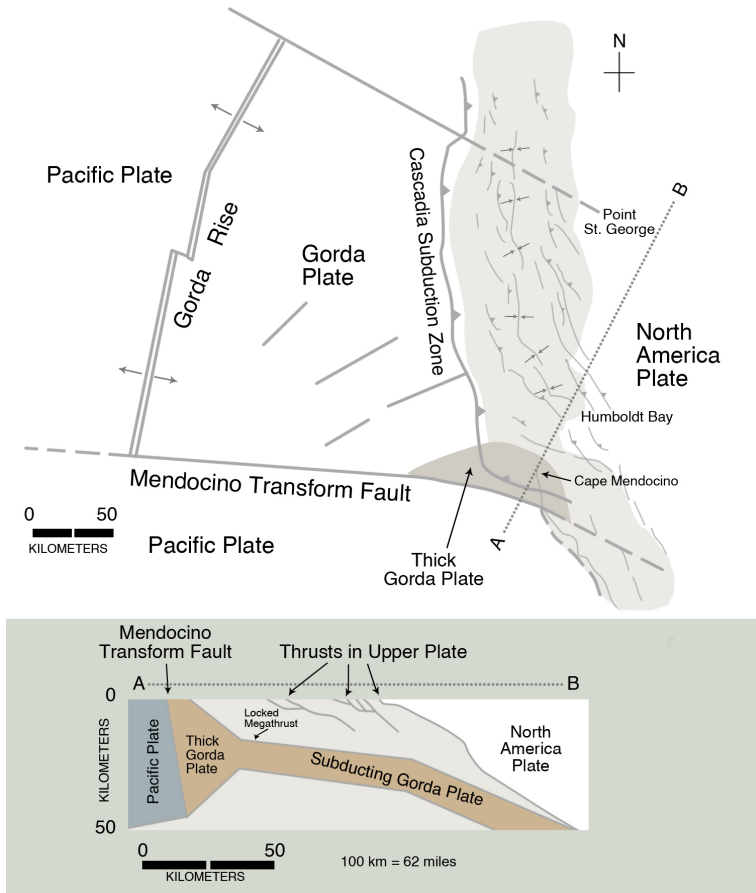 N
Pacific Plate
Gorda Rise
Gorda
Plate
Cascadia Subduction Zone
B
Point
St. George
North
America
Plate
Humboldt Bay
Cape Mendocino
Mendocino Transform Fault
A
0 50
KILOMETERS
Pacific Plate
Thick
Gorda Plate
Mendocino
Transform Fault
Thrusts in Upper Plate
A B
0
KILOMETERS
50
Pacific Plate
Thick
Gorda
Plate
Locked
Megathrust
Subducting Gorda Plate
North
America
Plate
0 50
KILOMETERS
100 km = 62 miles